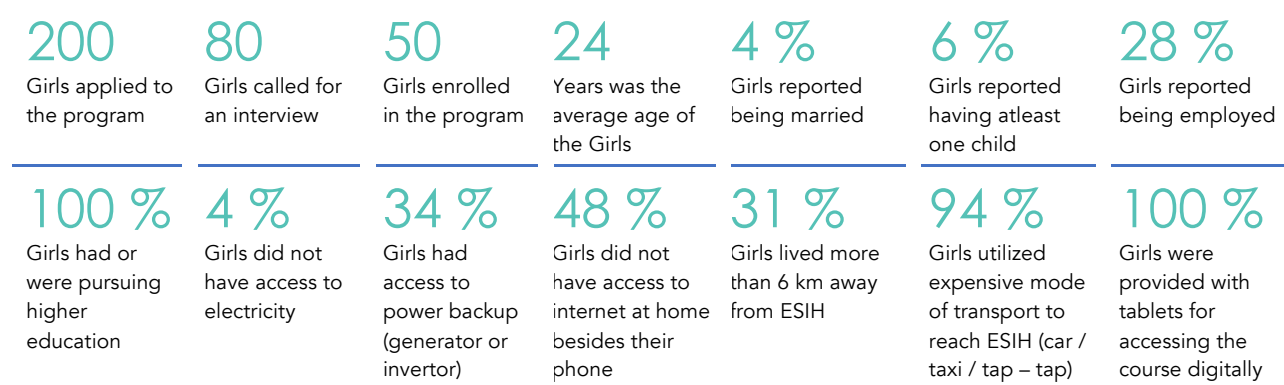 200
Girls applied to
the program
80
Girls called for
an interview
50
Girls enrolled
in the program
24
Years was the
average age of
the Girls
4 %
Girls reported
being married
6 %
Girls reported
having atleast
one child
28 %
Girls reported
being employed
100 %
Girls had or
were pursuing
higher
education
4 %
Girls did not
have access to
electricity
34 %
Girls had
access to
power backup
(generator or
invertor)
48 %
Girls did not
have access to
internet at home
besides their
phone
31 %
Girls lived more
than 6 km away
from ESIH
94 %
Girls utilized
expensive mode
of transport to
reach ESIH (car /
taxi / tap – tap)
100 %
Girls were
provided with
tablets for
accessing the
course digitally